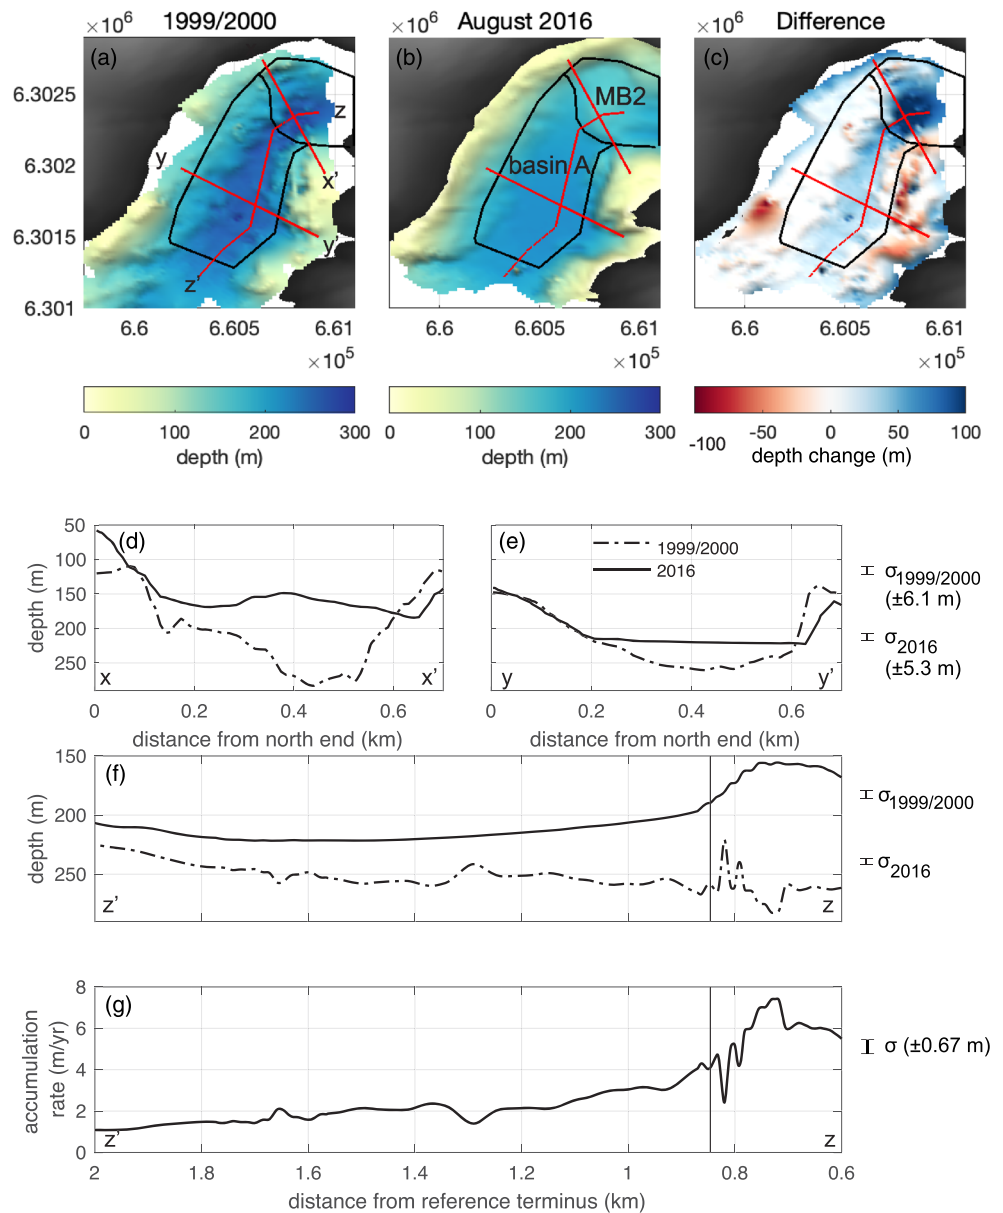 ×10⁶ 1999/2000
×10⁶ August 2016
×10⁶ Difference
(a)
(b)
(c)
6.3025
6.302
6.3015
6.301
z
y
x'
y'
z'
MB2
basin A
6.6 6.605 6.61
6.6 6.605 6.61
6.6 6.605 6.61
×10⁵
×10⁵
×10⁵
0 100 200 300
depth (m)
0 100 200 300
depth (m)
-100 -50 0 50 100
depth change (m)
(d)
50
100
150
200
250
depth (m)
x x'
0 0.2 0.4 0.6
distance from north end (km)
(e)
1999/2000
2016
y y'
0 0.2 0.4 0.6
distance from north end (km)
σ1999/2000
(±6.1 m)
σ2016
(±5.3 m)
(f)
150
200
250
depth (m)
z' z
σ1999/2000
σ2016
(g)
8
6
4
2
0
accumulation
rate (m/yr)
z' z
σ (±0.67 m)
2 1.8 1.6 1.4 1.2 1 0.8 0.6
distance from reference terminus (km)